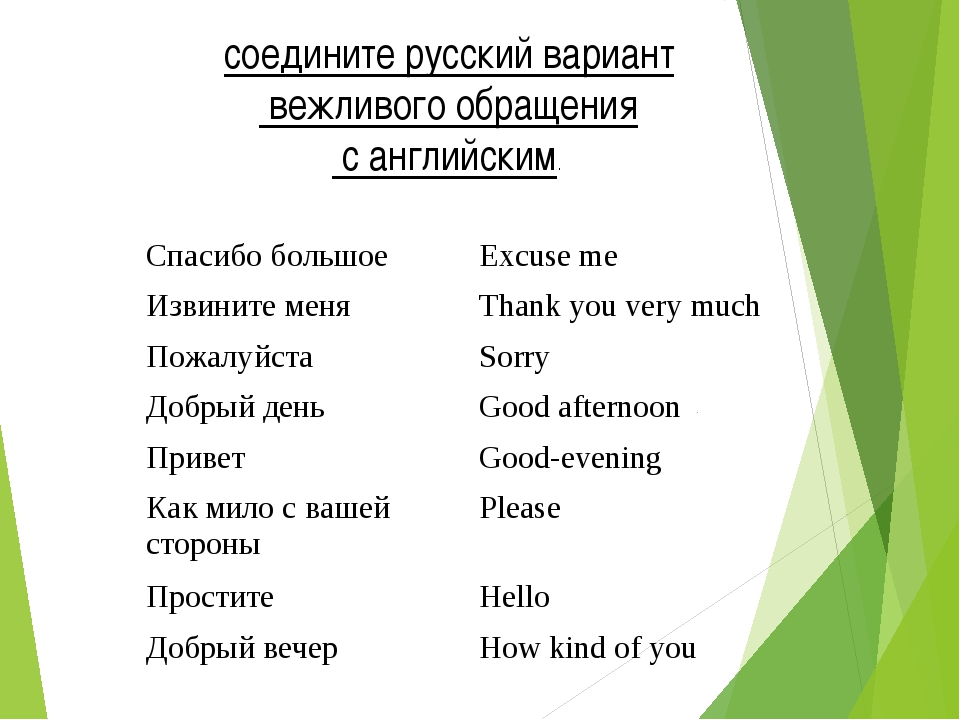 соедините русский вариант
вежливого обращения
с английским.
Спасибо большое Excuse me
Извините меня Thank you very much
Пожалуйста Sorry
Добрый день Good afternoon
Привет Good-evening
Как мило с вашей Please
стороны
Простите Hello
Добрый вечер How kind of you